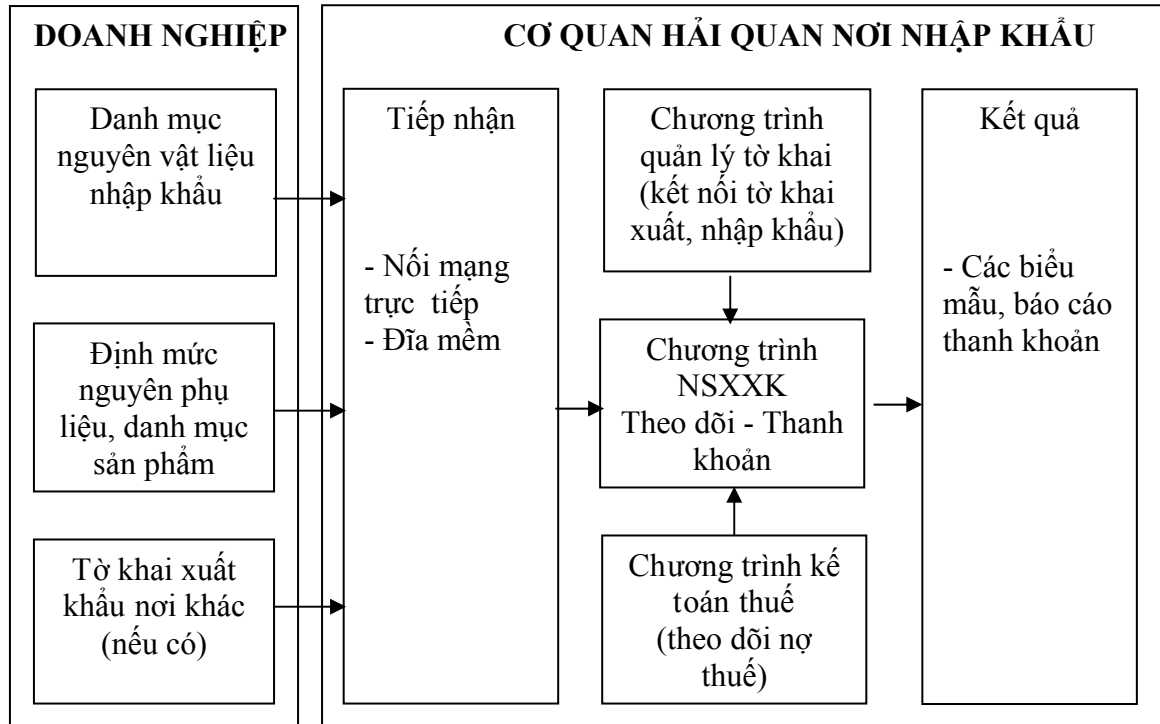 DOANH NGHIỆP
Danh mục
nguyên vật liệu
nhập khẩu
Định mức
nguyên phụ
liệu, danh mục
sản phẩm
Tờ khai xuất
khẩu nơi khác
(nếu có)
CƠ QUAN HẢI QUAN NƠI NHẬP KHẨU
Tiếp nhận
- Nối mạng
trực tiếp
- Đĩa mềm
Chương trình
quản lý tờ khai
(kết nối tờ khai
xuất, nhập khẩu)
Chương trình
NSXXK
Theo dõi - Thanh
khoản
Chương trình kế
toán thuế
(theo dõi nợ
thuế)
Kết quả
- Các biểu
mẫu, báo cáo
thanh khoản